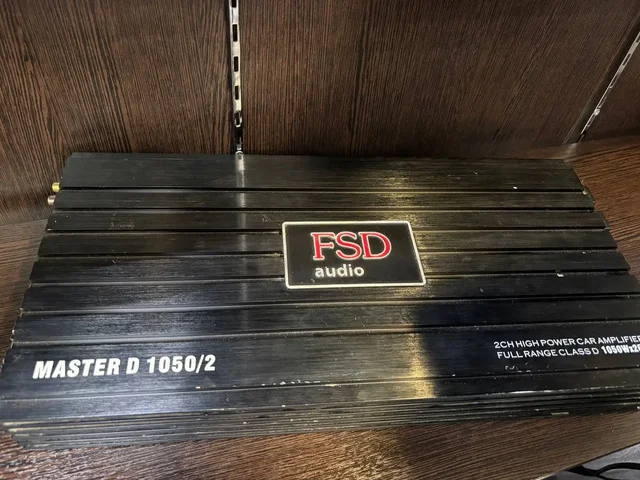 FSD
audio
MASTER D 1050/2
2CH HIGH POWER CAR AMPLIFIER
FULL RANGE CLASS D